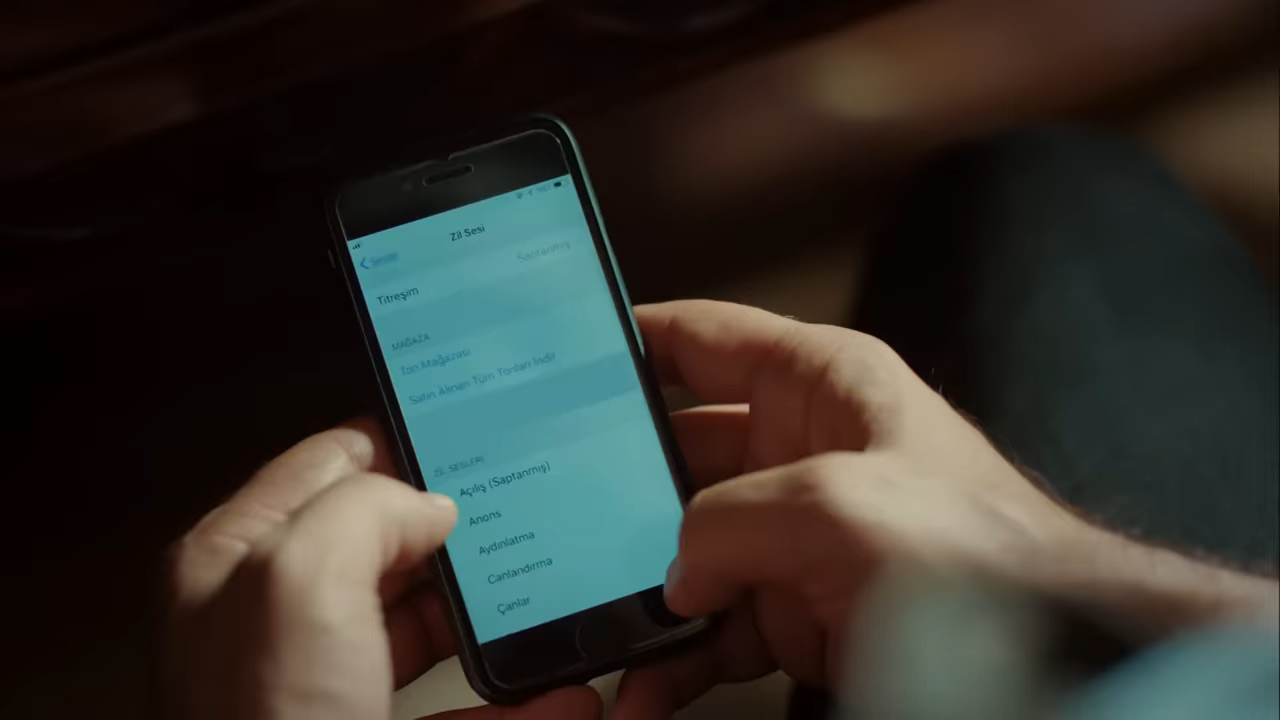 Zil Sesi
Sesler
Titreşim Saptanmış
MAĞAZA
Ton Mağazası
Satın Alınan Tüm Tonları İndir
ZİL SESLERİ
Açılış (Saptanmış)
Anons
Aydınlatma
Canlandırma
Çanlar